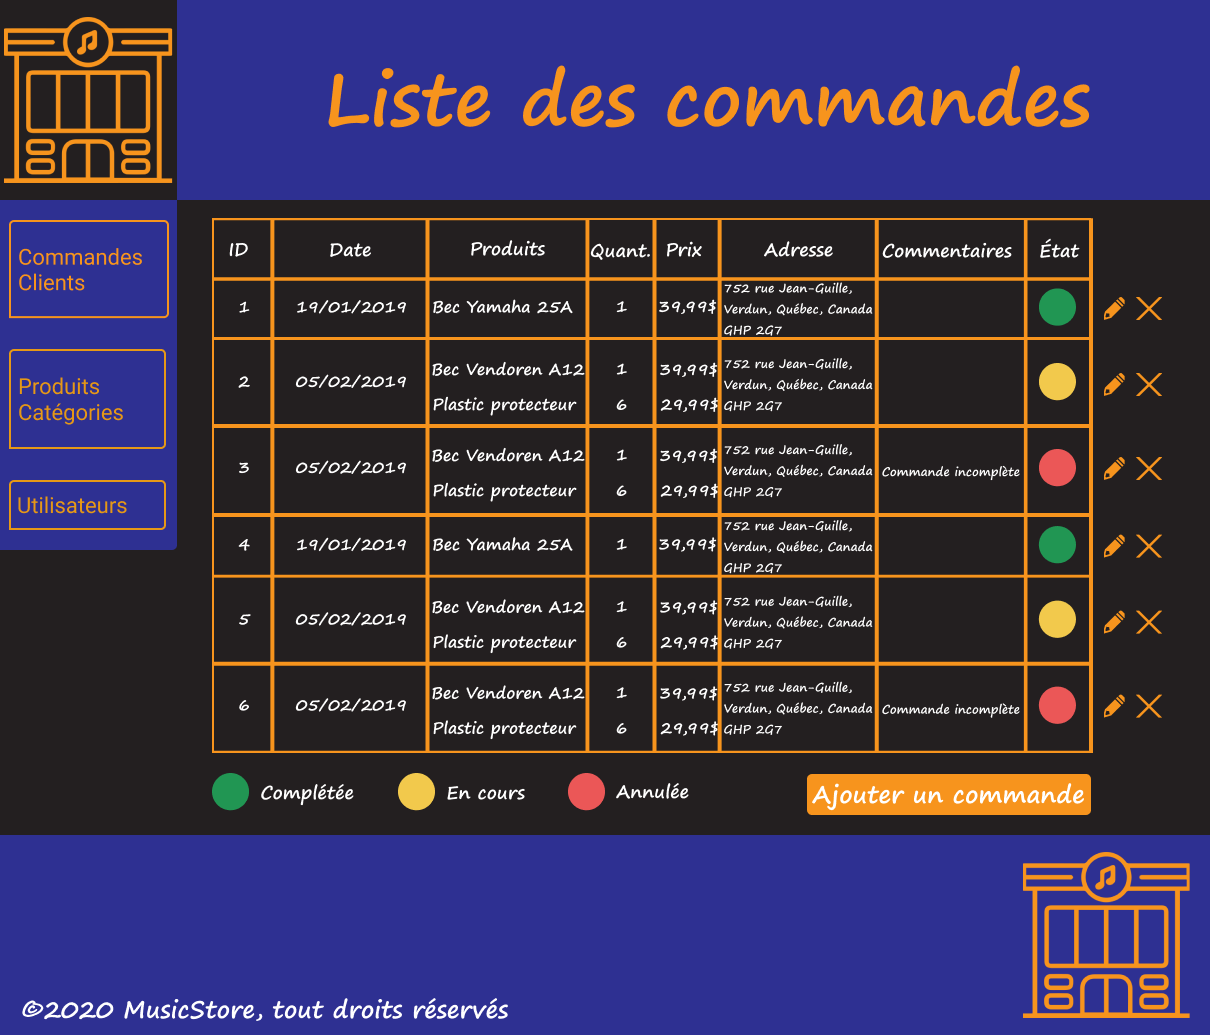 Liste des commandes
Commandes
Clients
Produits
Catégories
Utilisateurs
ID Date Produits Quant. Prix Adresse Commentaires État
1 19/01/2019 Bec Yamaha 25A 1 39,99$ 752 rue Jean-Guille,
Verdun, Québec, Canada
GHP 2G7
2 05/02/2019 Bec Vendoren A12 1 39,99$ 752 rue Jean-Guille,
Verdun, Québec, Canada
Plastic protecteur 6 29,99$ GHP 2G7
3 05/02/2019 Bec Vendoren A12 1 39,99$ 752 rue Jean-Guille,
Verdun, Québec, Canada Commande incomplète
Plastic protecteur 6 29,99$ GHP 2G7
4 19/01/2019 Bec Yamaha 25A 1 39,99$ 752 rue Jean-Guille,
Verdun, Québec, Canada
GHP 2G7
5 05/02/2019 Bec Vendoren A12 1 39,99$ 752 rue Jean-Guille,
Verdun, Québec, Canada
Plastic protecteur 6 29,99$ GHP 2G7
6 05/02/2019 Bec Vendoren A12 1 39,99$ 752 rue Jean-Guille,
Verdun, Québec, Canada Commande incomplète
Plastic protecteur 6 29,99$ GHP 2G7
Complétée En cours Annulée Ajouter un commande
©2020 MusicStore, tout droits réservés